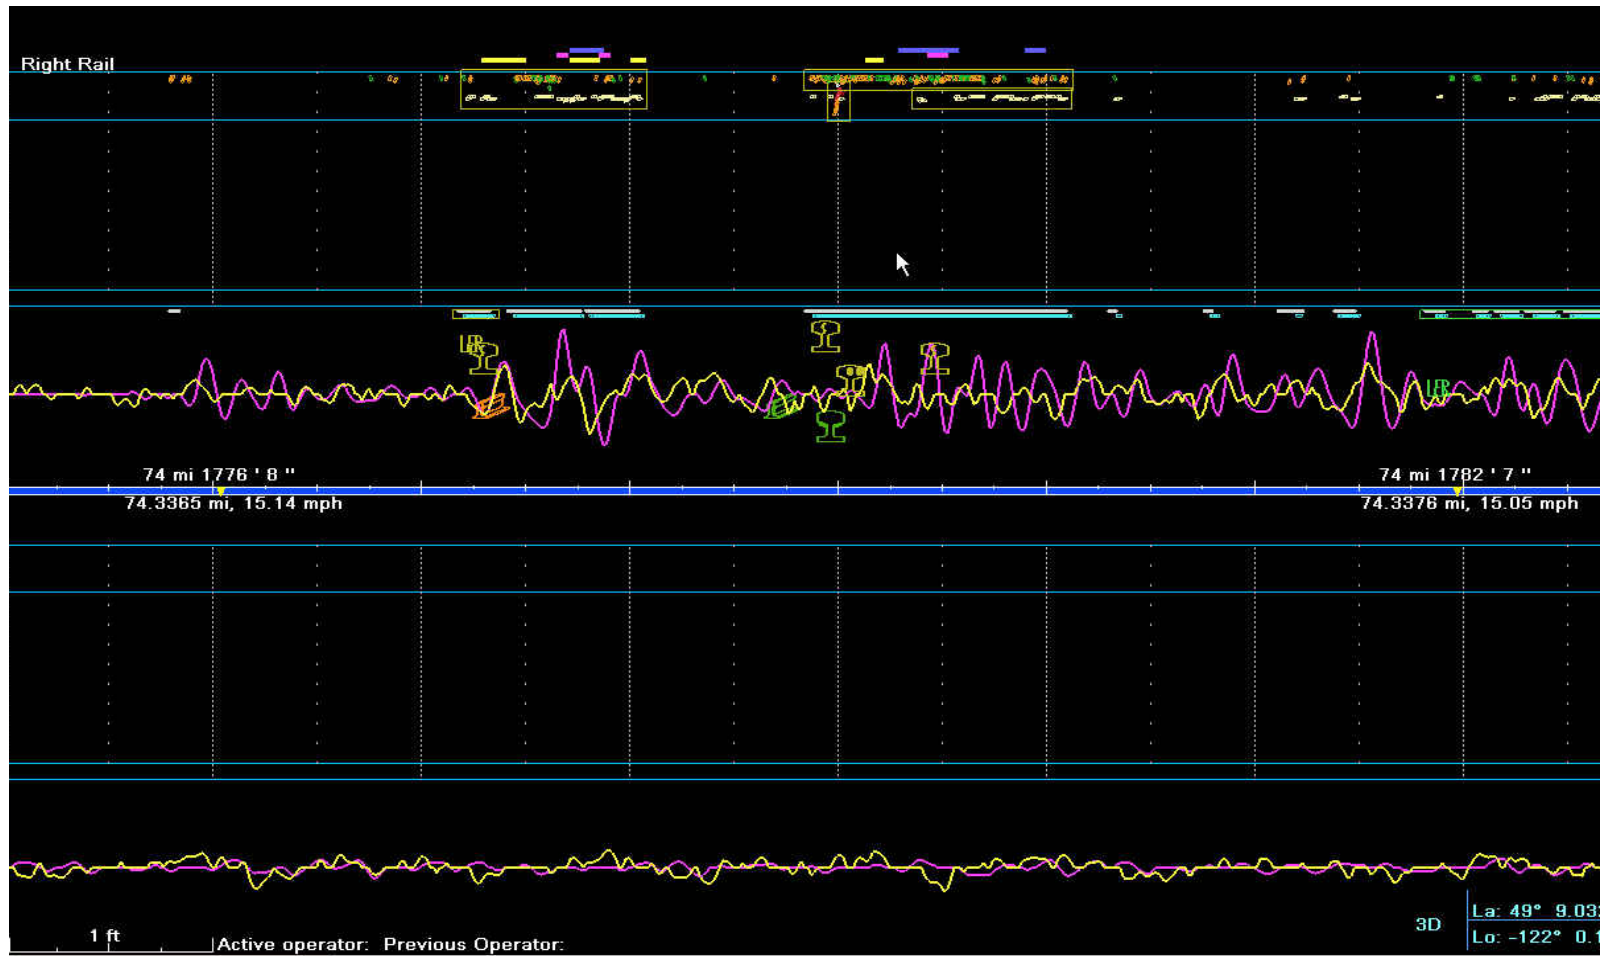 Right Rail
74 mi 1776 ' 8 "
74 mi 1782 ' 7 "
74.3365 mi, 15.14 mph
74.3376 mi, 15.05 mph
1 ft
Active operator: Previous Operator:
3D
La: 49° 9.03
Lo: -122° 0.1